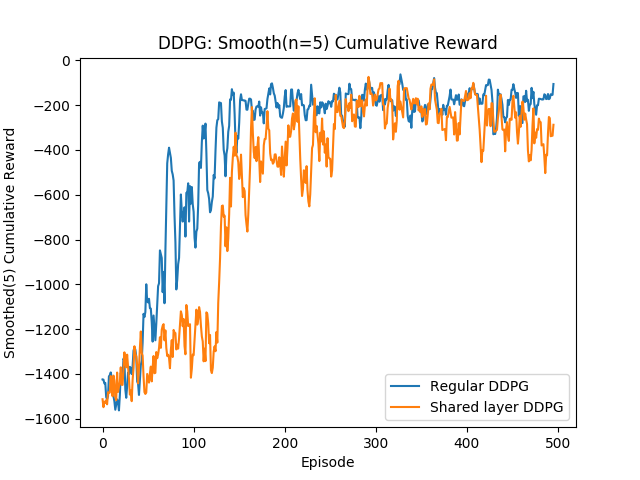 DDPG: Smooth(n=5) Cumulative Reward
Smoothed(5) Cumulative Reward
0
−200
−400
−600
−800
−1000
−1200
−1400
−1600
Regular DDPG
Shared layer DDPG
0 100 200 300 400 500
Episode